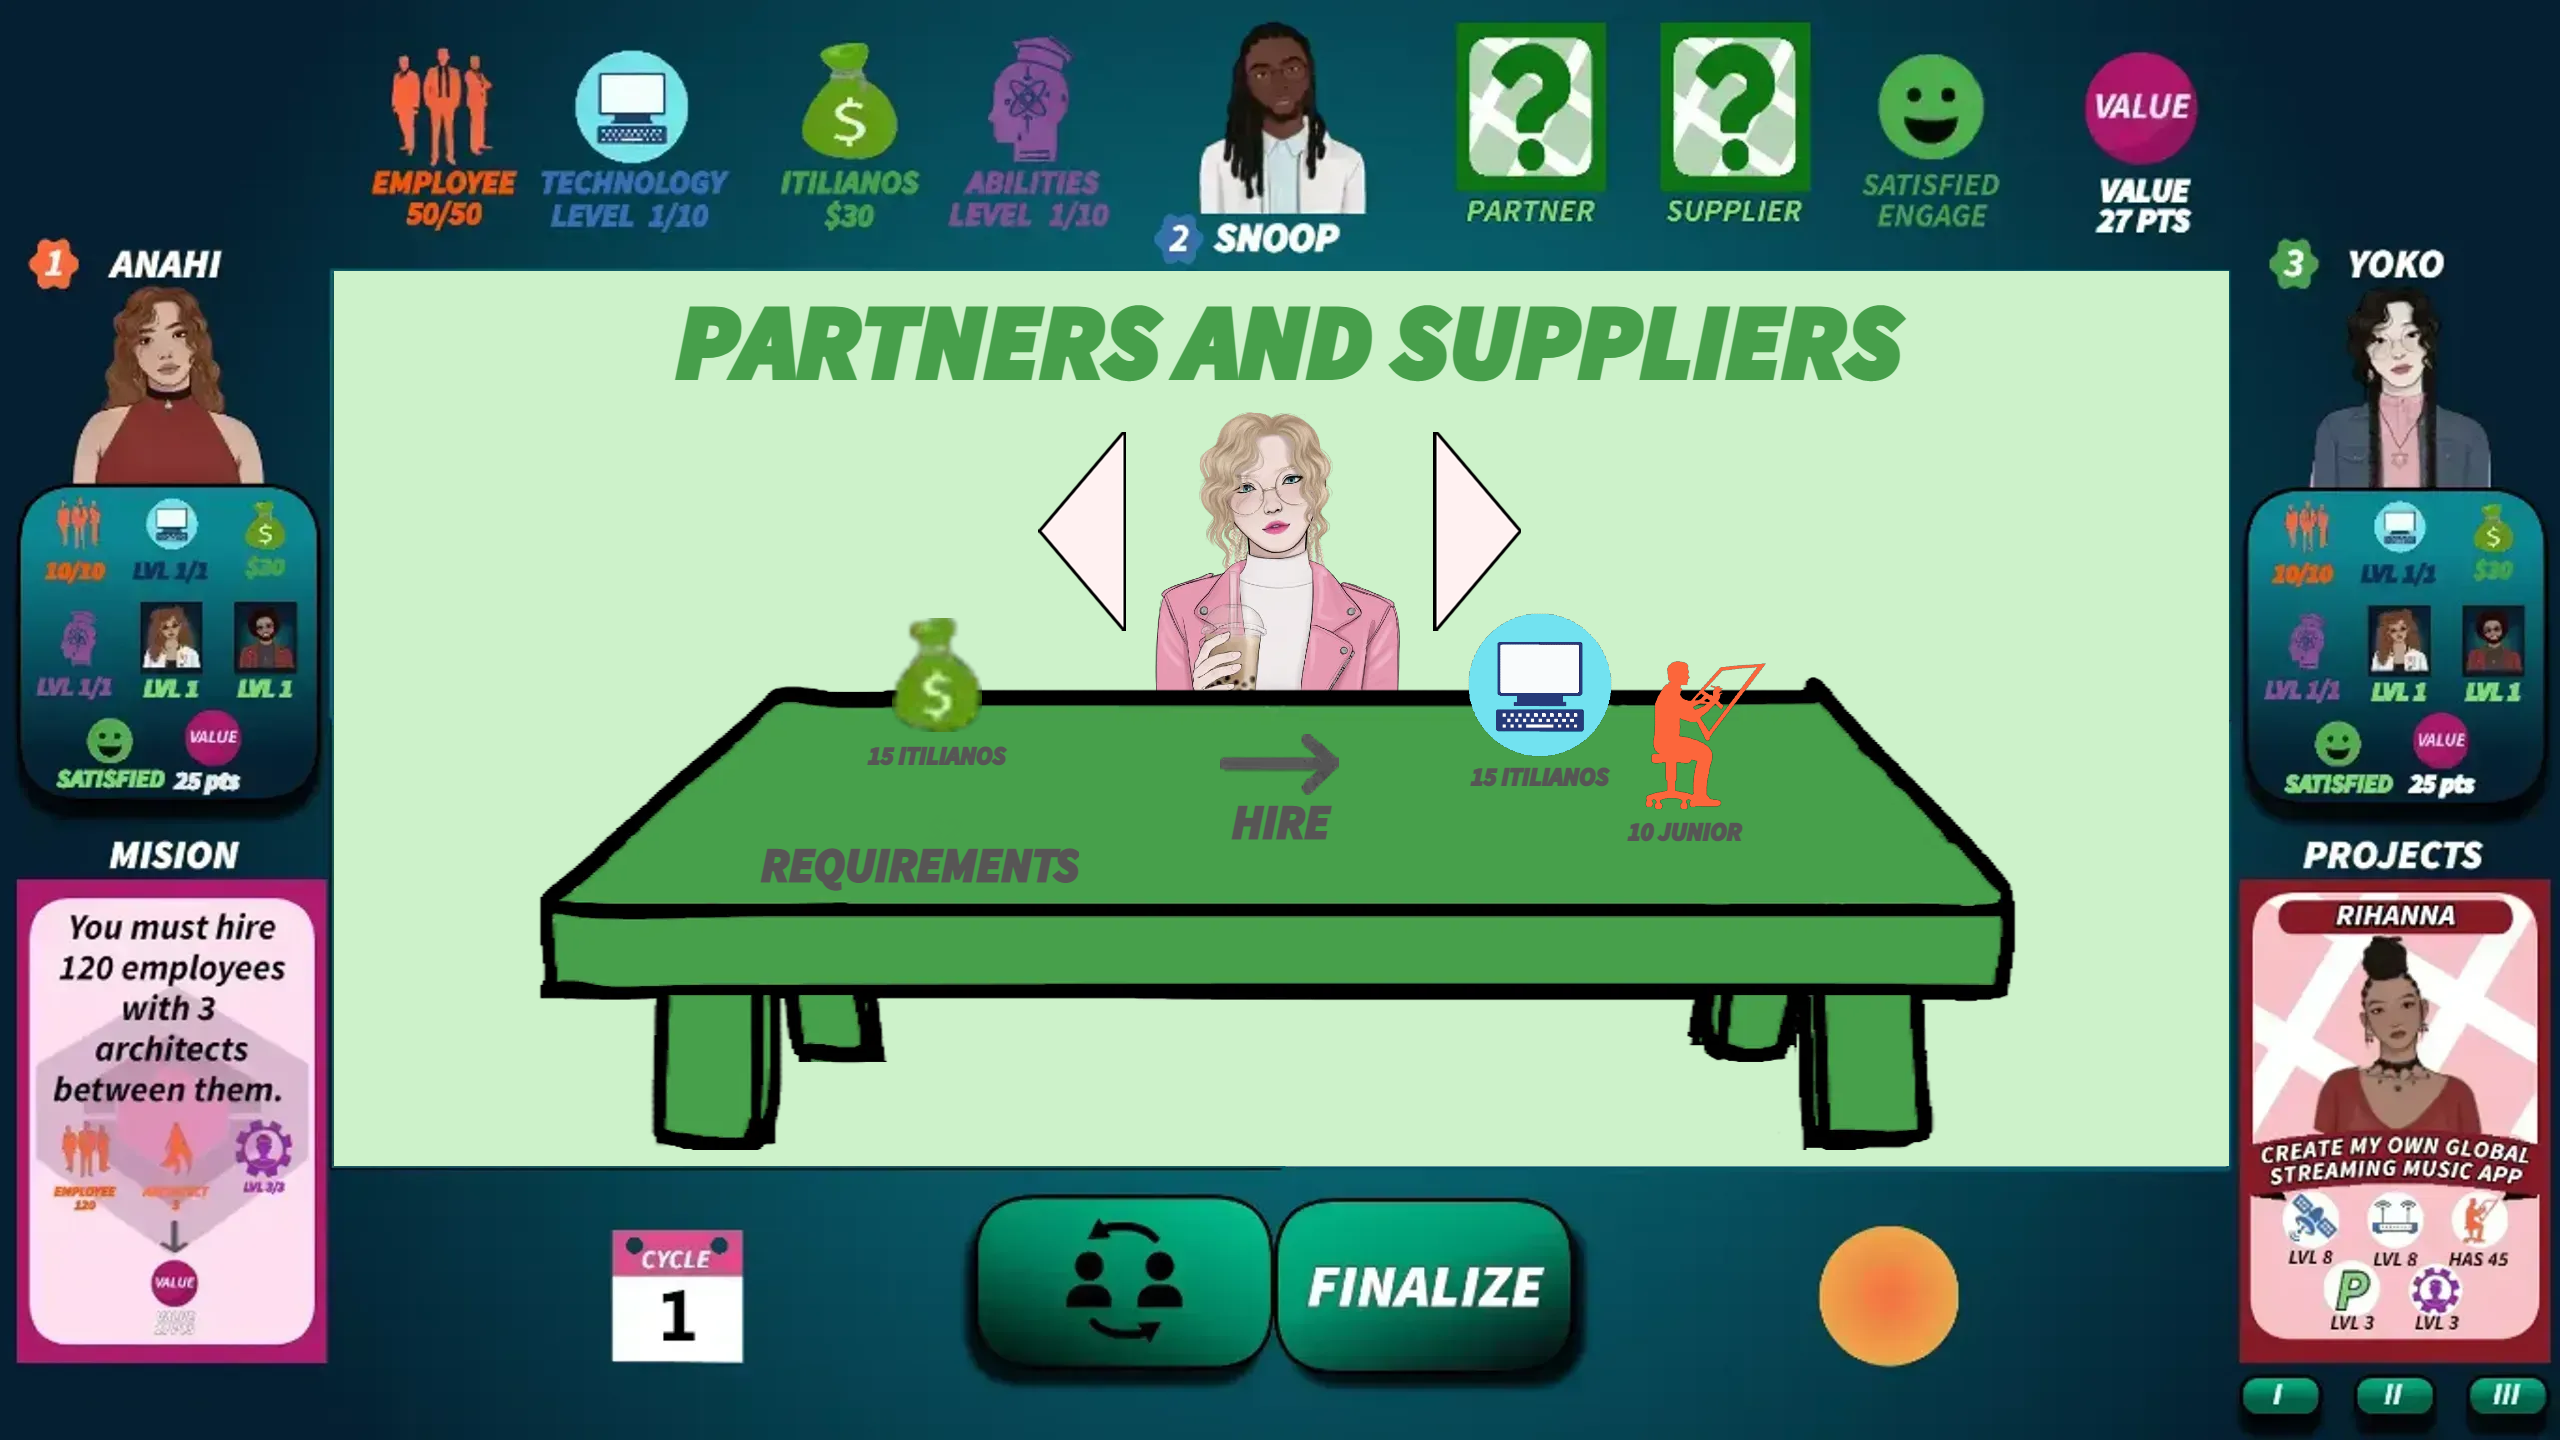 EMPLOYEE
50/50
TECHNOLOGY
LEVEL 1/10
$
ITILIANOS
$30
ABILITIES
LEVEL 1/10
2 SNOOP
?
PARTNER
?
SUPPLIER
SATISFIED
ENGAGE
VALUE
VALUE
27 PTS
1 ANAHI
$
10/10 LVL 1/1 $30
LVL 1/1 LVL 1 LVL 1
VALUE
SATISFIED 25 pts
MISION
You must hire
120 employees
with 3
architects
between them.
EMPLOYEE
120
ARCHITECT
3
LVL 3/3
VALUE
PARTNERS AND SUPPLIERS
$
15 ITILIANOS
HIRE
15 ITILIANOS
10 JUNIOR
REQUIREMENTS
3 YOKO
$
10/10 LVL 1/1 $30
LVL 1/1 LVL 1 LVL 1
VALUE
SATISFIED 25 pts
PROJECTS
RIHANNA
CREATE MY OWN GLOBAL
STREAMING MUSIC APP
LVL 8 LVL 8 HAS 45
P
LVL 3 LVL 3
CYCLE
1
FINALIZE
I II III